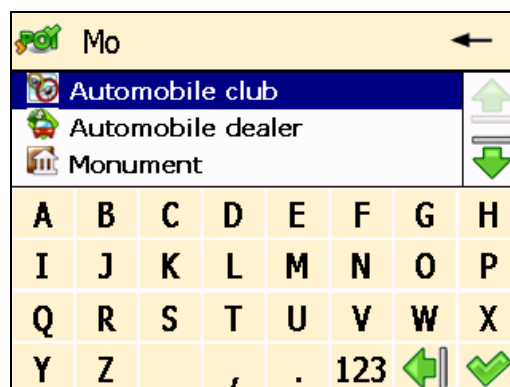 POI Mo
Automobile club
Automobile dealer
Monument
A B C D E F G H
I J K L M N O P
Q R S T U V W X
Y Z , . 123